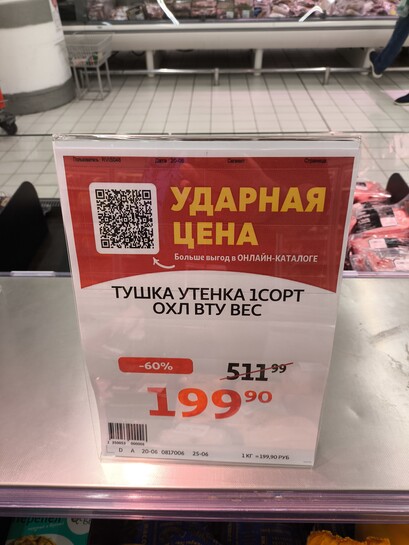 УДАРНАЯ
ЦЕНА
Больше выгод в ОНЛАЙН-КАТАЛОГЕ
ТУШКА УТЕНКА 1СОРТ
ОХЛ ВТУ ВЕС
-60%
511 99
199 90
D A 20-06 0817006 25-06
1 КГ =199,90 РУБ